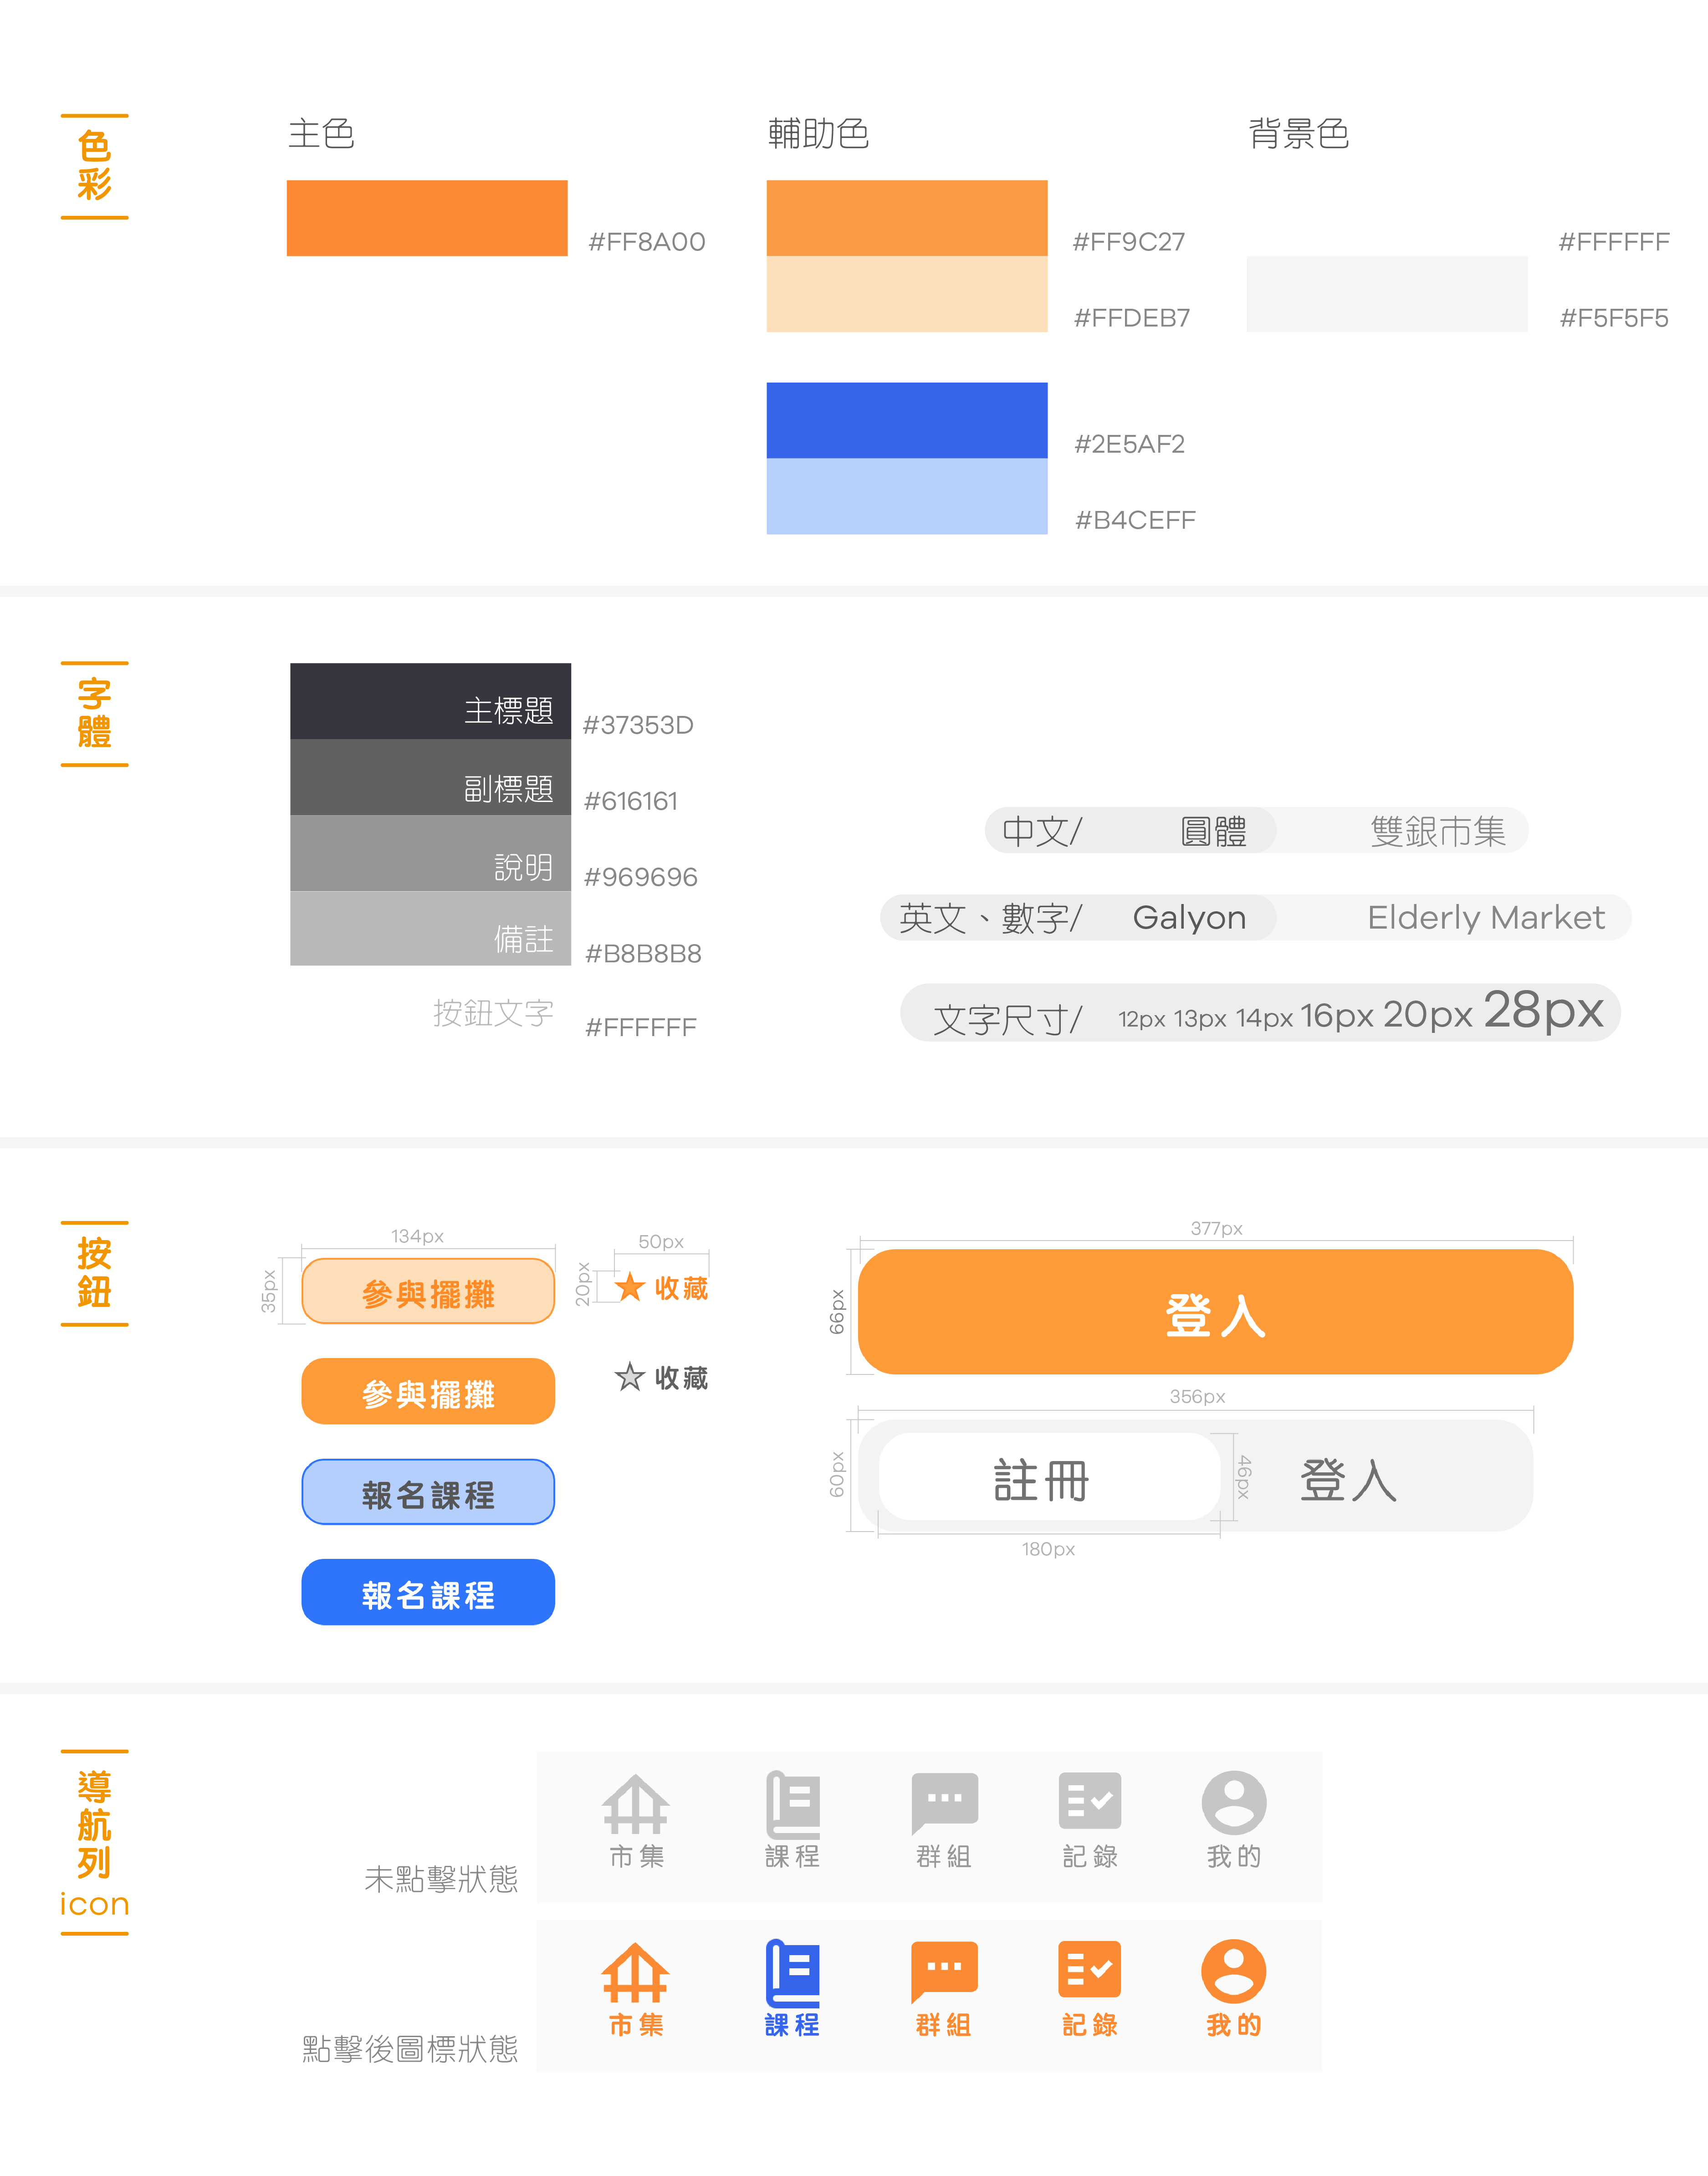 色彩
主色
#FF8A00
輔助色
#FF9C27
#FFDEB7
#2E5AF2
#B4CEFF
背景色
#FFFFFF
#F5F5F5
字體
主標題
#37353D
副標題
#616161
說明
#969696
備註
#B8B8B8
按鈕文字
#FFFFFF
中文/ 圓體 雙銀市集
英文、數字/ Galyon Elderly Market
文字尺寸/ 12px 13px 14px 16px 20px 28px
按鈕
134px
35px
參與擺攤
參與擺攤
報名課程
報名課程
50px
20px
收藏
收藏
377px
66px
登入
356px
60px
註冊
登入
46px
180px
導航列
icon
未點擊狀態
市集 課程 群組 記錄 我的
點擊後圖標狀態
市集 課程 群組 記錄 我的